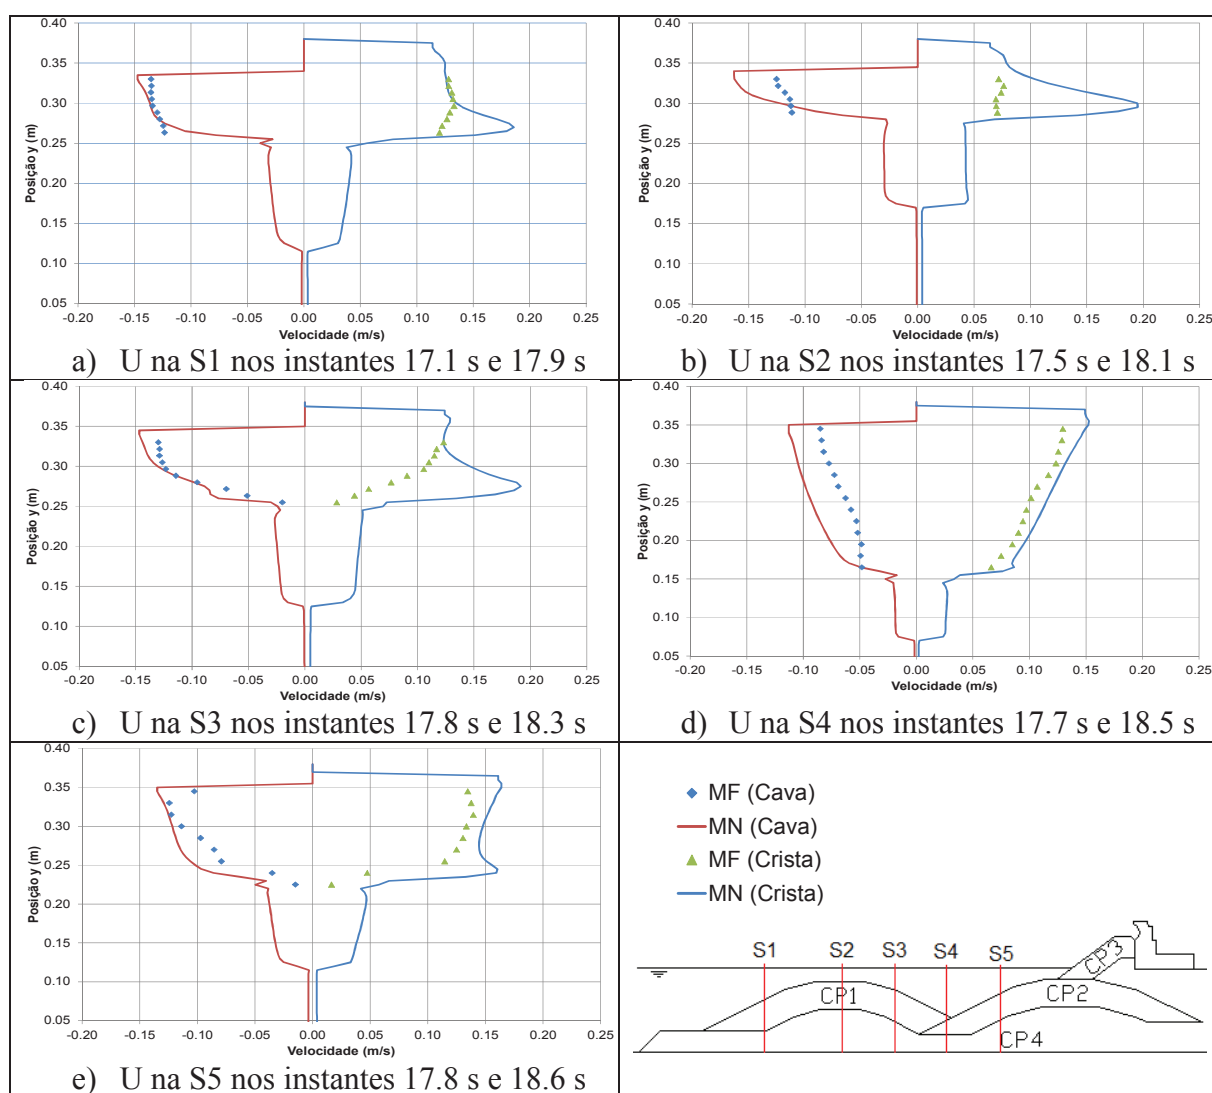 0.40
0.35
0.30
0.25
0.20
0.15
0.10
0.05
Posição y (m)
-0.20 -0.15 -0.10 -0.05 0.00 0.05 0.10 0.15 0.20 0.25
Velocidade (m/s)
a) U na S1 nos instantes 17.1 s e 17.9 s
0.40
0.35
0.30
0.25
0.20
0.15
0.10
0.05
Posição y (m)
-0.20 -0.15 -0.10 -0.05 0.00 0.05 0.10 0.15 0.20 0.25
Velocidade (m/s)
b) U na S2 nos instantes 17.5 s e 18.1 s
0.40
0.35
0.30
0.25
0.20
0.15
0.10
0.05
Posição y (m)
-0.20 -0.15 -0.10 -0.05 0.00 0.05 0.10 0.15 0.20 0.25
Velocidade (m/s)
c) U na S3 nos instantes 17.8 s e 18.3 s
0.40
0.35
0.30
0.25
0.20
0.15
0.10
0.05
Posição y (m)
-0.20 -0.15 -0.10 -0.05 0.00 0.05 0.10 0.15 0.20 0.25
Velocidade (m/s)
d) U na S4 nos instantes 17.7 s e 18.5 s
0.40
0.35
0.30
0.25
0.20
0.15
0.10
0.05
Posição y (m)
-0.20 -0.15 -0.10 -0.05 0.00 0.05 0.10 0.15 0.20 0.25
Velocidade (m/s)
e) U na S5 nos instantes 17.8 s e 18.6 s
MF (Cava)
MN (Cava)
MF (Crista)
MN (Crista)
S1 S2 S3 S4 S5
CP3
CP1 CP2
CP4